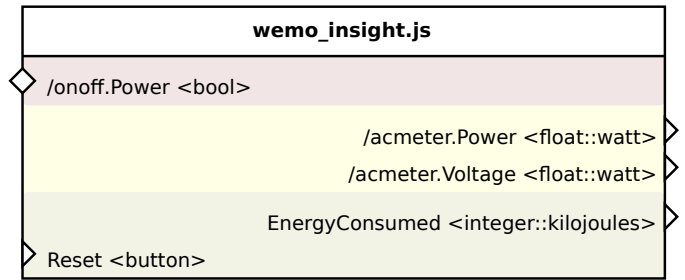 wemo_insight.js
/onoff.Power <bool>
/acmeter.Power <float::watt>
/acmeter.Voltage <float::watt>
EnergyConsumed <integer::kilojoules>
Reset <button>